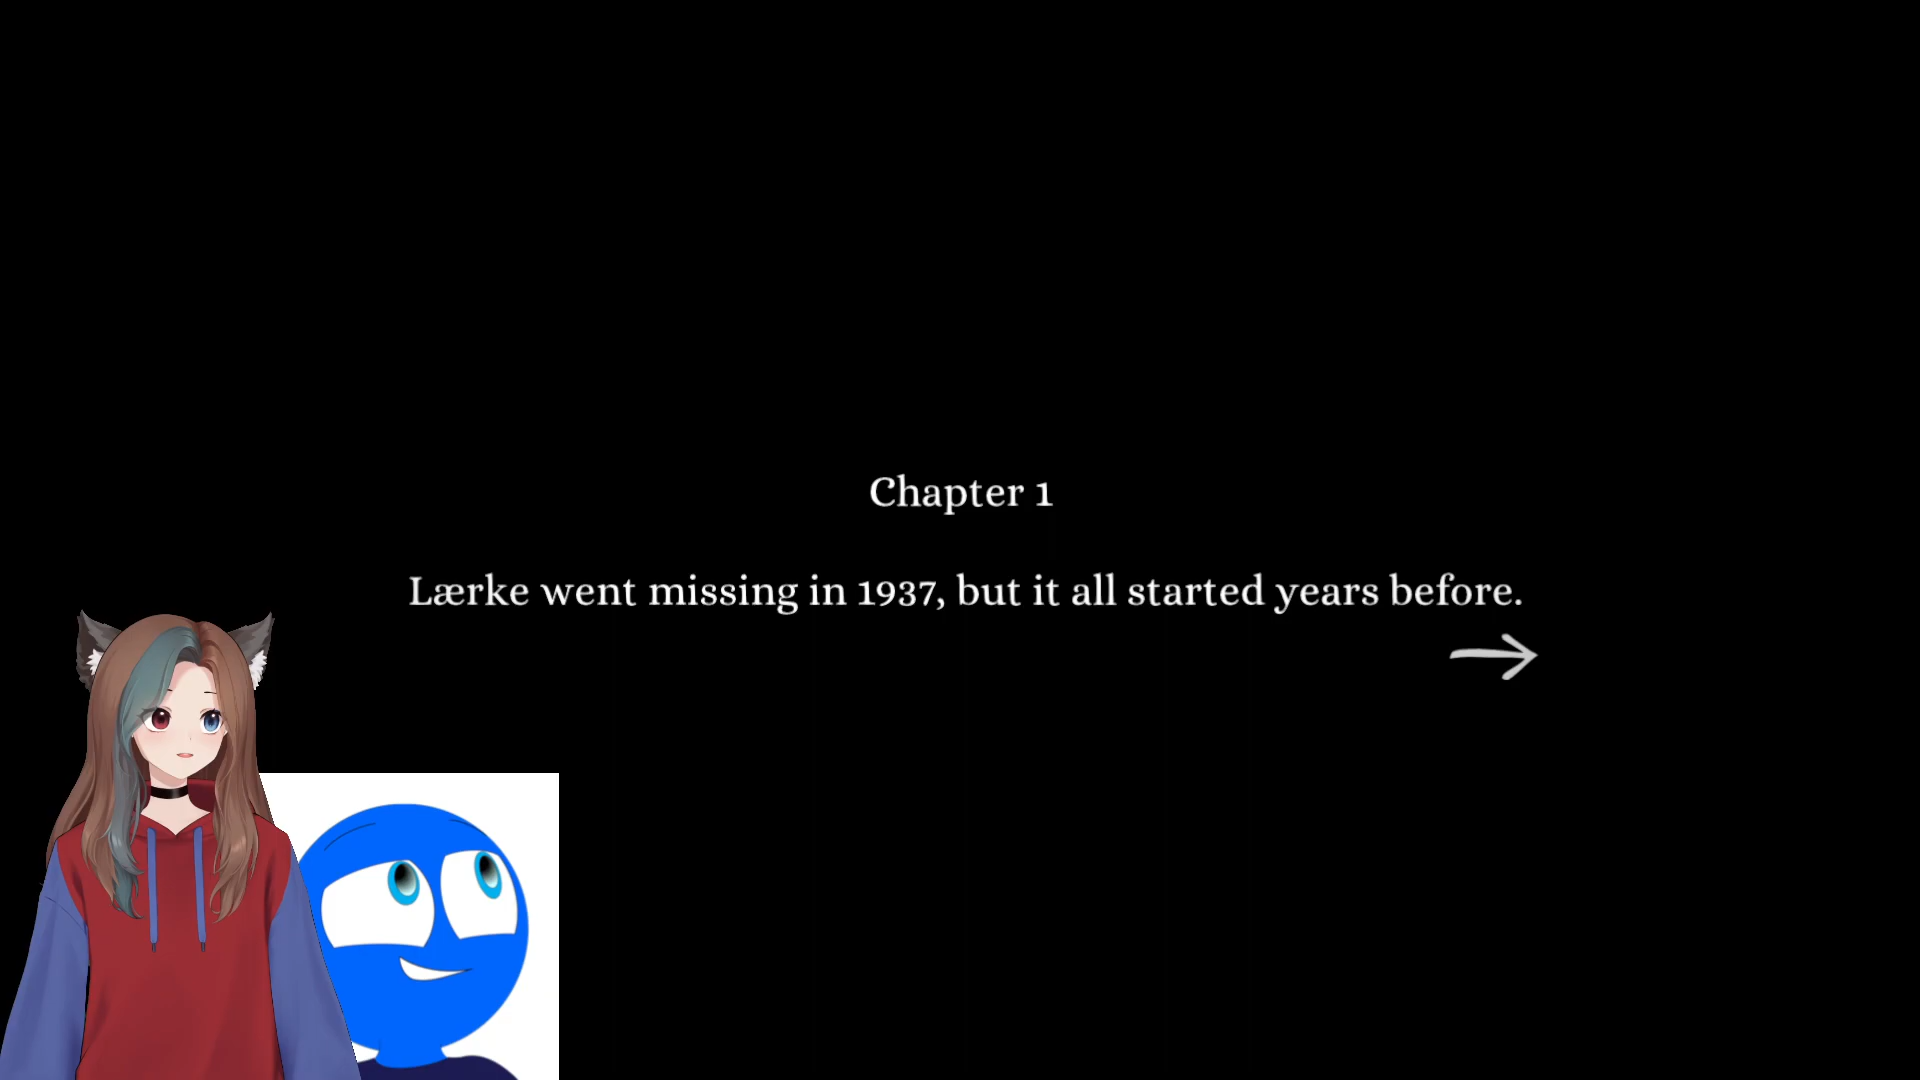 Chapter 1
Lærke went missing in 1937, but it all started years before.